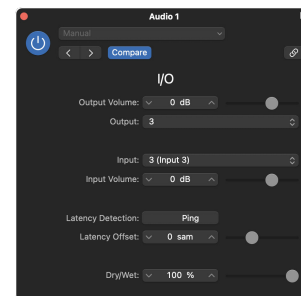 Audio 1
Manual
Compare
I/O
Output Volume: 0 dB
Output: 3
Input: 3 (Input 3)
Input Volume: 0 dB
Latency Detection: Ping
Latency Offset: 0 sam
Dry/Wet: 100 %